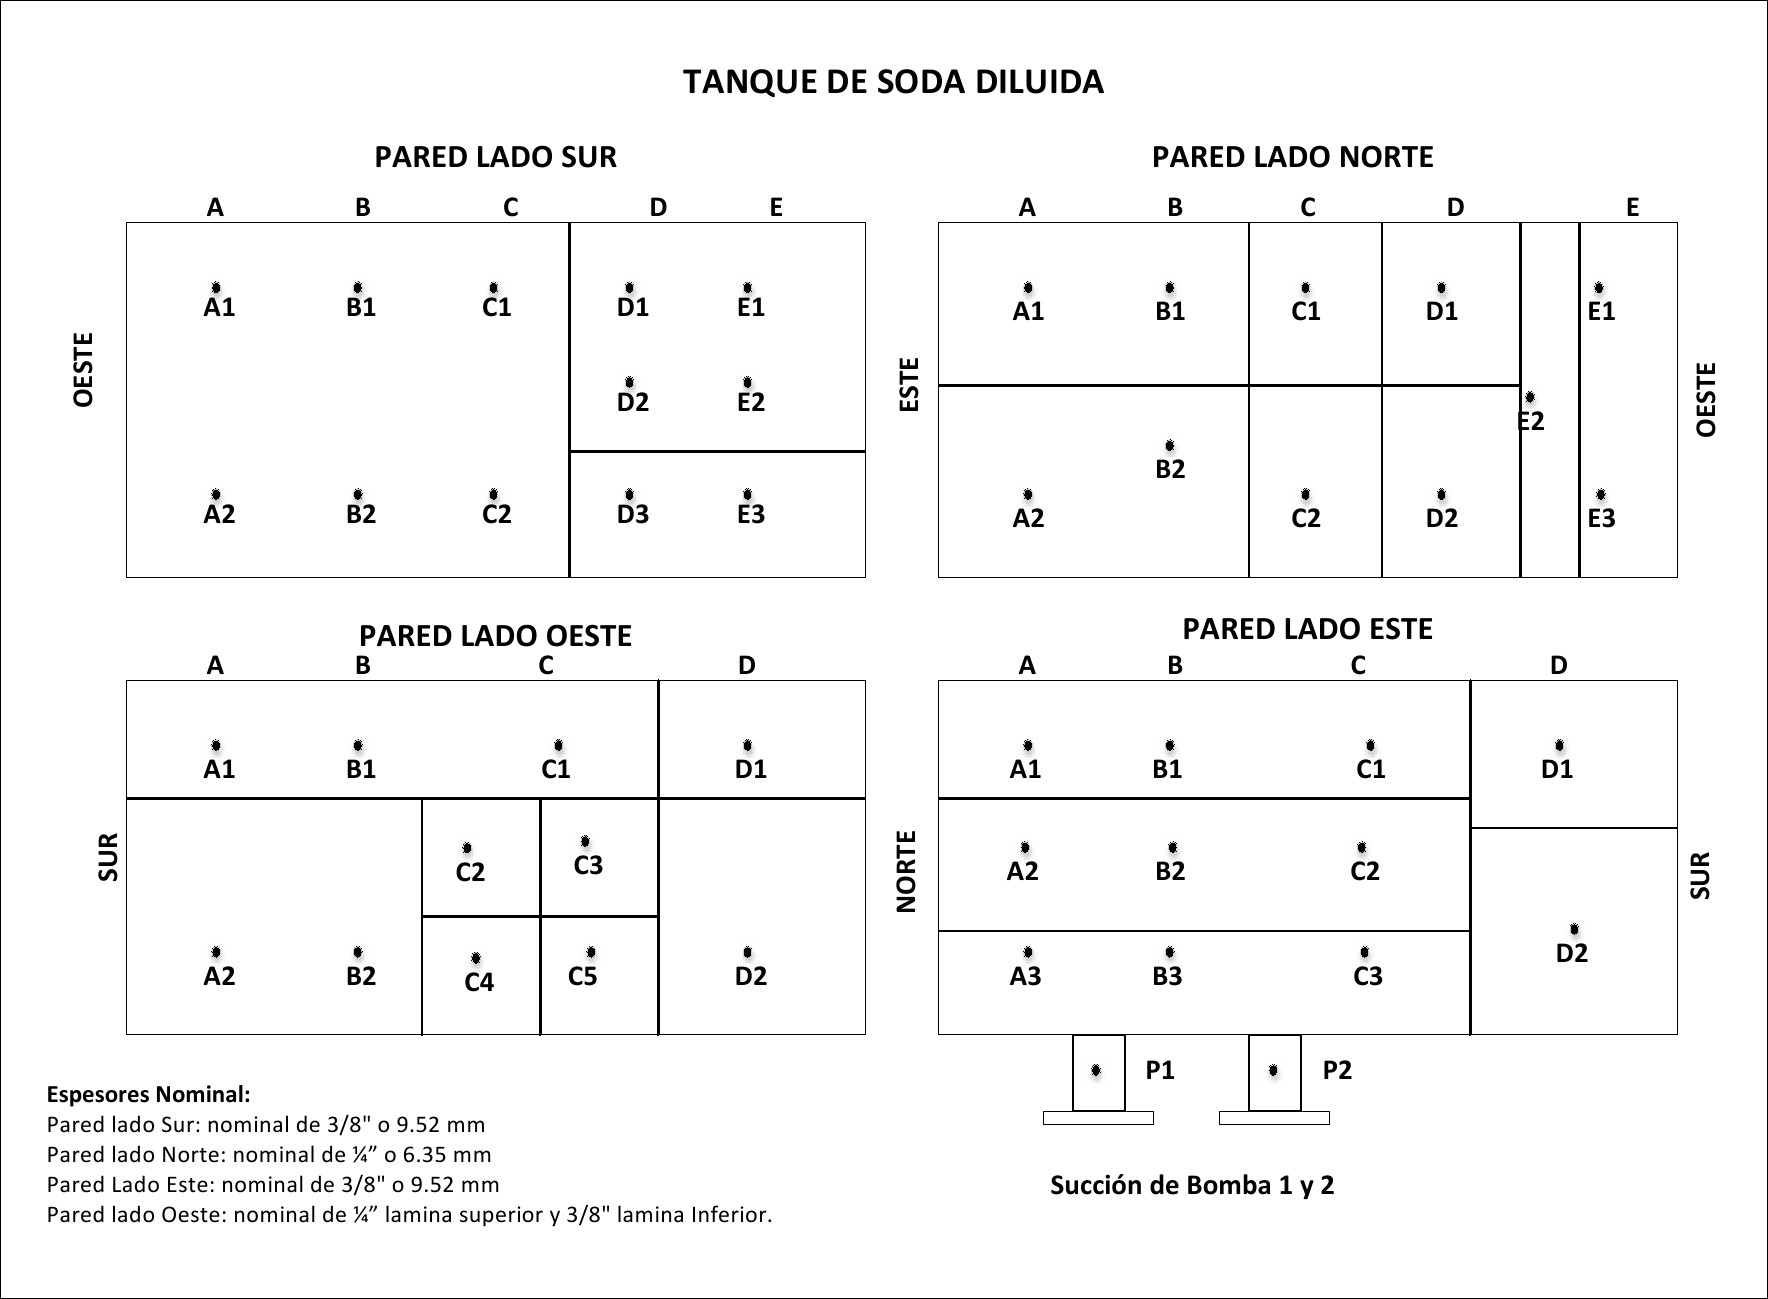 TANQUE DE SODA DILUIDA
PARED LADO SUR
A B C D E
OESTE
A1 B1 C1 D1 E1
D2 E2
A2 B2 C2 D3 E3
PARED LADO NORTE
A B C D E
ESTE
OESTE
A1 B1 C1 D1 E1
E2
B2
A2 C2 D2 E3
PARED LADO OESTE
A B C D
SUR
A1 B1 C1 D1
C2 C3
A2 B2 C4 C5 D2
PARED LADO ESTE
A B C D
NORTE
SUR
A1 B1 C1 D1
A2 B2 C2
D2
A3 B3 C3
P1 P2
Succión de Bomba 1 y 2
Espesores Nominal:
Pared lado Sur: nominal de 3/8" o 9.52 mm
Pared lado Norte: nominal de ¼” o 6.35 mm
Pared Lado Este: nominal de 3/8" o 9.52 mm
Pared lado Oeste: nominal de ¼” lamina superior y 3/8" lamina Inferior.